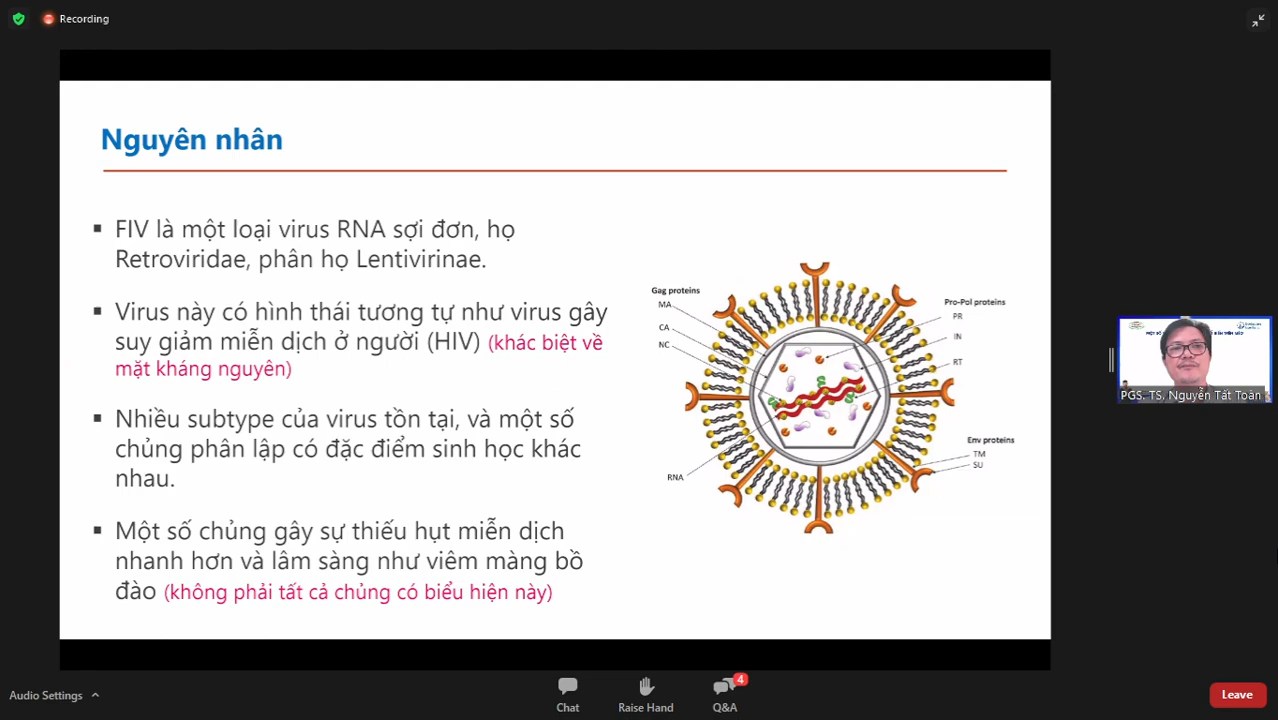 Recording
Nguyên nhân
▪ FIV là một loại virus RNA sợi đơn, họ
Retroviridae, phân họ Lentivirinae.
▪ Virus này có hình thái tương tự như virus gây
suy giảm miễn dịch ở người (HIV) (khác biệt về
mặt kháng nguyên)
▪ Nhiều subtype của virus tồn tại, và một số
chủng phân lập có đặc điểm sinh học khác
nhau.
▪ Một số chủng gây sự thiếu hụt miễn dịch
nhanh hơn và lâm sàng như viêm màng bồ
đào (không phải tất cả chủng có biểu hiện này)
Gag proteins
MA
CA
NC
RNA
Pro-Pol proteins
PR
IN
RT
Env proteins
TM
SU
PGS. TS. Nguyễn Tất Toàn
Audio Settings
Chat
Raise Hand
4
Q&A
Leave